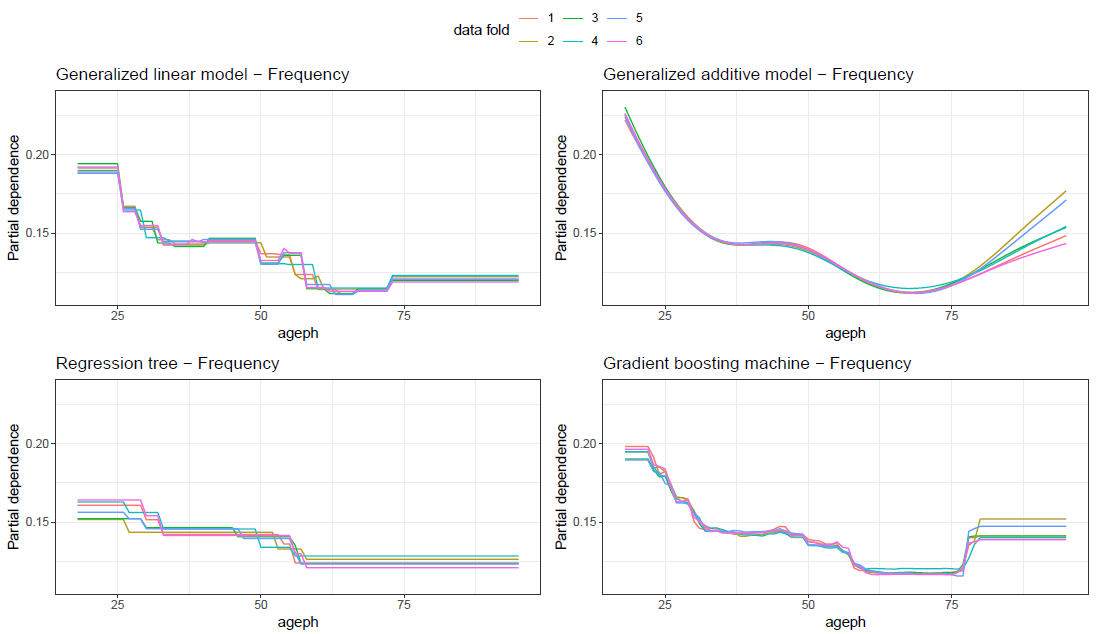 data fold 1 3 5
2 4 6
Generalized linear model − Frequency
Generalized additive model − Frequency
Partial dependence
0.20
0.15
25 50 75
ageph
Partial dependence
0.20
0.15
25 50 75
ageph
Regression tree − Frequency
Gradient boosting machine − Frequency
Partial dependence
0.20
0.15
25 50 75
ageph
Partial dependence
0.20
0.15
25 50 75
ageph